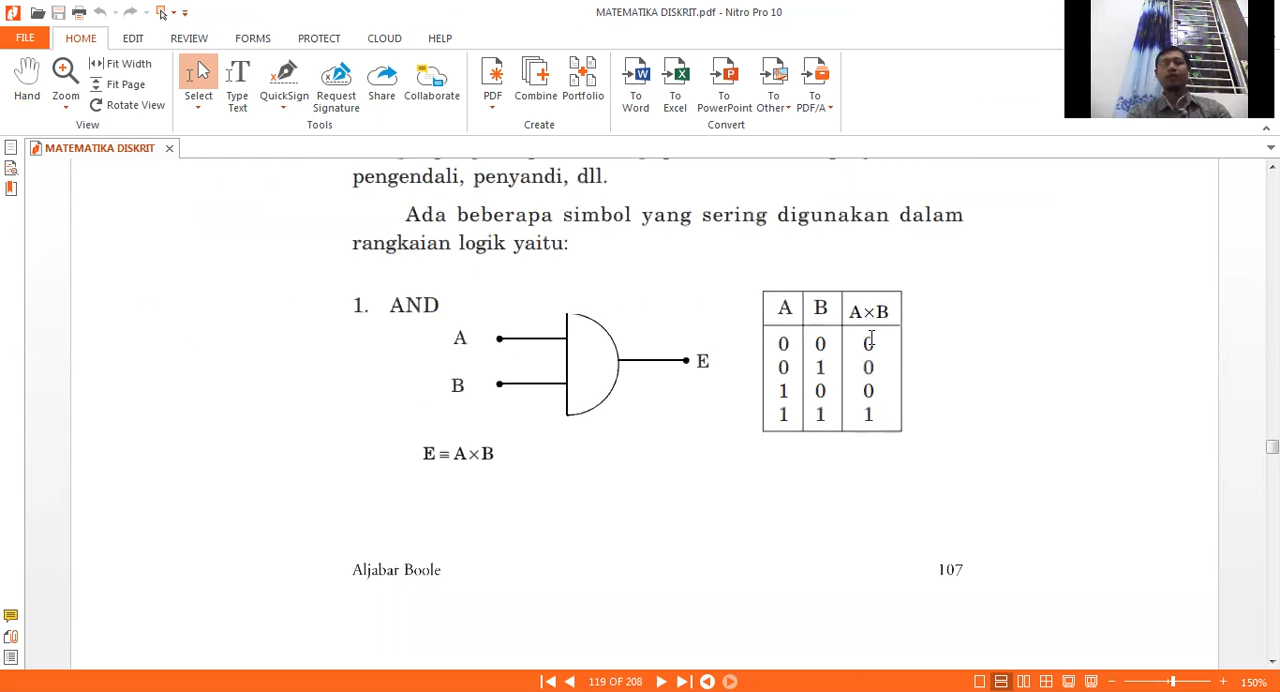 MATEMATIKA DISKRIT.pdf - Nitro Pro 10
FILE HOME EDIT REVIEW FORMS PROTECT CLOUD HELP
Hand
Zoom
Fit Width
Fit Page
Rotate View
View
Select
Type Text
QuickSign
Request Signature
Share
Collaborate
Tools
PDF
Combine
Portfolio
Create
To Word
To Excel
To PowerPoint
To Other
To PDF/A
Convert
MATEMATIKA DISKRIT
pengendali, penyandi, dll.
Ada beberapa simbol yang sering digunakan dalam
rangkaian logik yaitu:
1. AND
A
B
E
E ≡ A×B
A B A×B
0 0 0
0 1 0
1 0 0
1 1 1
Aljabar Boole 107
119 OF 208
150%